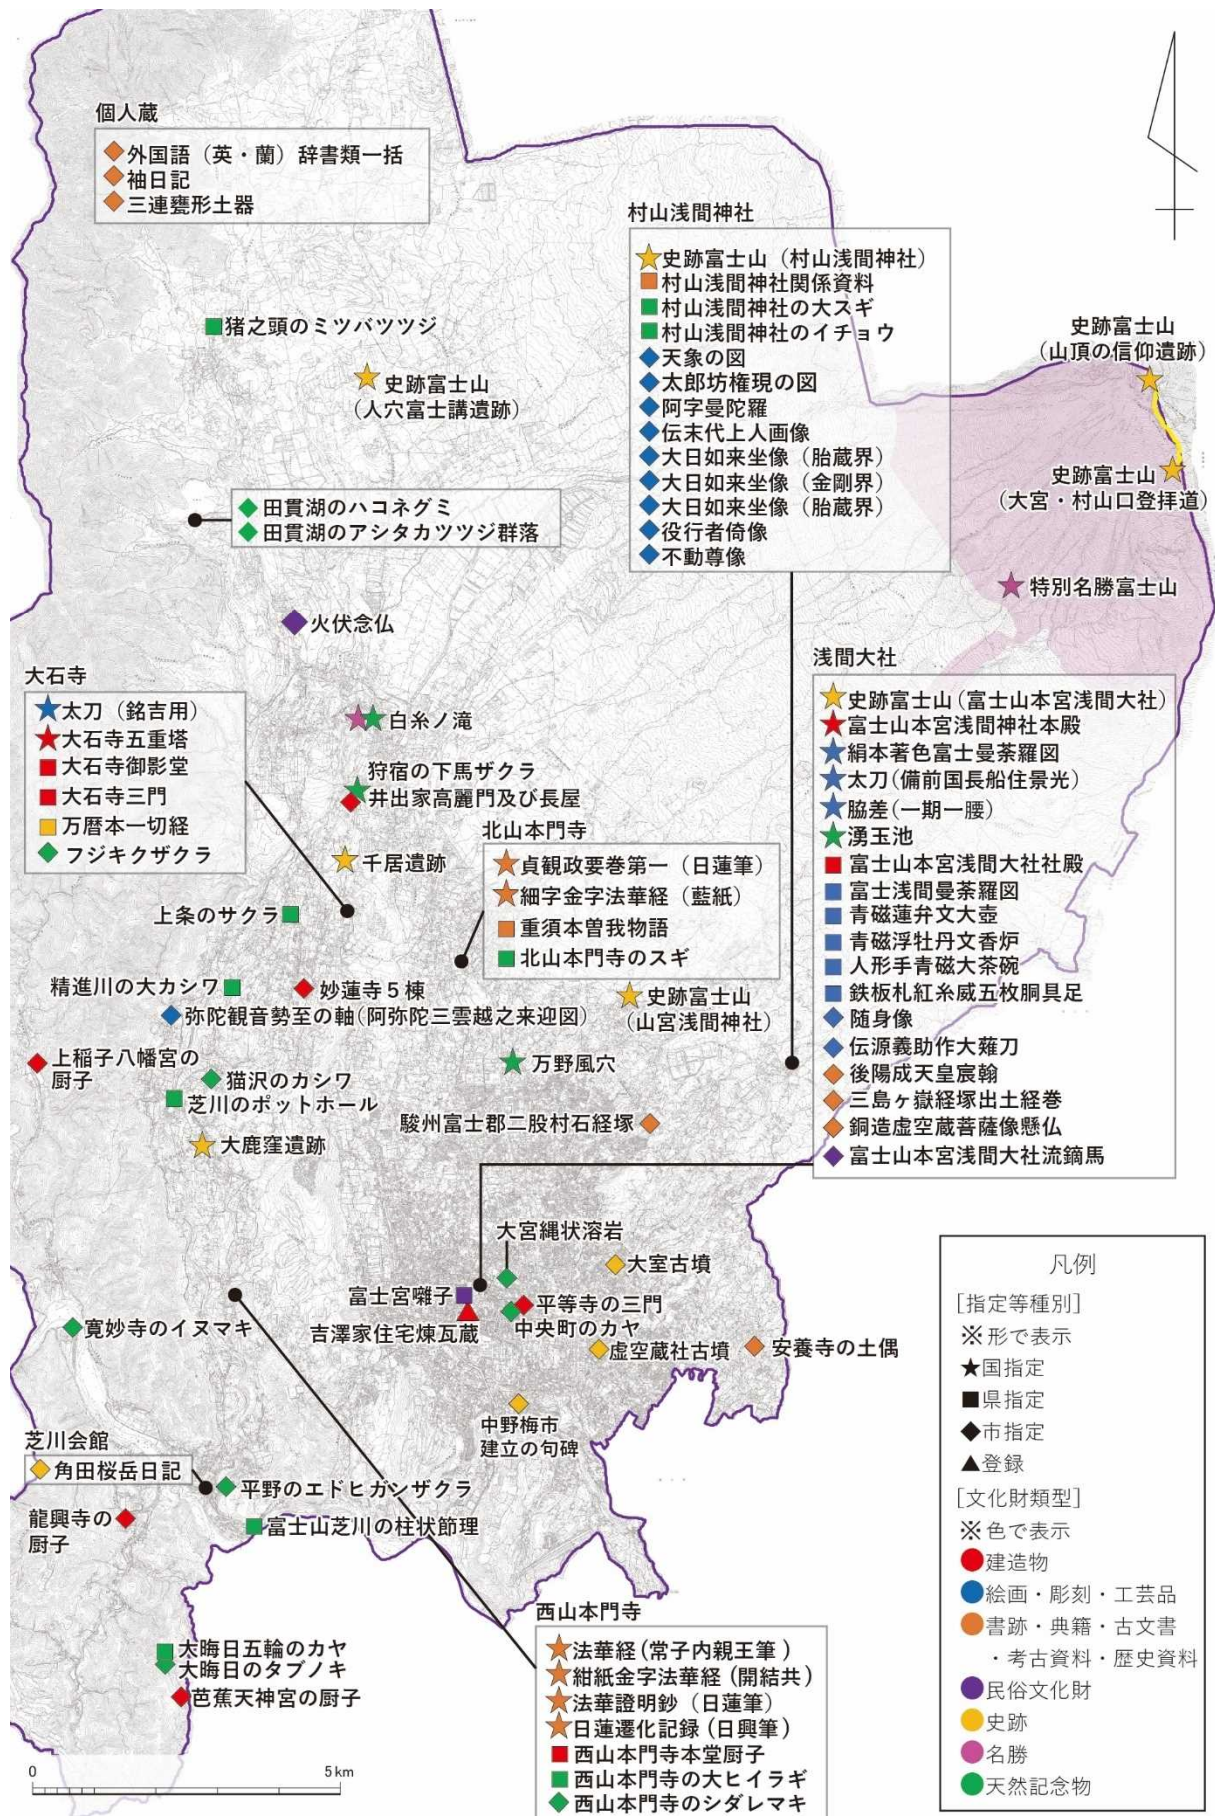 個人蔵
外国語（英・蘭）辞書類一括
袖日記
三連甕形土器
村山浅間神社
史跡富士山（村山浅間神社）
村山浅間神社関係資料
村山浅間神社の大スギ
村山浅間神社のイチョウ
天象の図
太郎坊権現の図
阿字曼陀羅
伝末代上人画像
大日如来坐像（胎蔵界）
大日如来坐像（金剛界）
大日如来坐像（胎蔵界）
役行者倚像
不動尊像
猪之頭のミツバツツジ
史跡富士山
（人穴富士講遺跡）
史跡富士山
（山頂の信仰遺跡）
史跡富士山
（大宮・村山口登拝道）
特別名勝富士山
田貫湖のハコネグミ
田貫湖のアシタカツツジ群落
火伏念仏
大石寺
太刀（銘吉用）
大石寺五重塔
大石寺御影堂
大石寺三門
万暦本一切経
フジキクザクラ
白糸ノ滝
狩宿の下馬ザクラ
井出家高麗門及び長屋
千居遺跡
北山本門寺
貞観政要巻第一（日蓮筆）
細字金字法華経（藍紙）
重須本曽我物語
北山本門寺のスギ
浅間大社
史跡富士山（富士山本宮浅間大社）
富士山本宮浅間神社本殿
絹本著色富士曼荼羅図
太刀（備前国長船住景光）
脇差（一期一腰）
湧玉池
富士山本宮浅間大社社殿
富士浅間曼荼羅図
青磁蓮弁文大壺
青磁浮牡丹文香炉
人形手青磁大茶碗
鉄板札紅糸威五枚胴具足
随身像
伝源義助作大薙刀
後陽成天皇宸翰
三島ヶ嶽経塚出土経巻
銅造虚空蔵菩薩像懸仏
富士山本宮浅間大社流鏑馬
上条のサクラ
精進川の大カシワ
妙蓮寺5棟
弥陀観音勢至の軸（阿弥陀三雲越之来迎図）
史跡富士山
（山宮浅間神社）
上稲子八幡宮の
厨子
猫沢のカシワ
芝川のポットホール
大鹿窪遺跡
万野風穴
駿州富士郡二股村石経塚
大宮縄状溶岩
大室古墳
富士宮囃子
平等寺の三門
中央町のカヤ
吉澤家住宅煉瓦蔵
虚空蔵社古墳
安養寺の土偶
中野梅市
建立の句碑
寛妙寺のイヌマキ
芝川会館
角田桜岳日記
平野のエドヒガンザクラ
龍興寺の
厨子
富士山芝川の柱状節理
大晦日五輪のカヤ
大晦日のタブノキ
芭蕉天神宮の厨子
西山本門寺
法華経（常子内親王筆）
紺紙金字法華経（開結共）
法華證明鈔（日蓮筆）
日蓮遷化記録（日興筆）
西山本門寺本堂厨子
西山本門寺の大ヒイラギ
西山本門寺のシダレマキ
凡例
[指定等種別]
※形で表示
★国指定
■県指定
◆市指定
▲登録
[文化財類型]
※色で表示
建造物
絵画・彫刻・工芸品
書跡・典籍・古文書
・考古資料・歴史資料
民俗文化財
史跡
名勝
天然記念物
0 5km